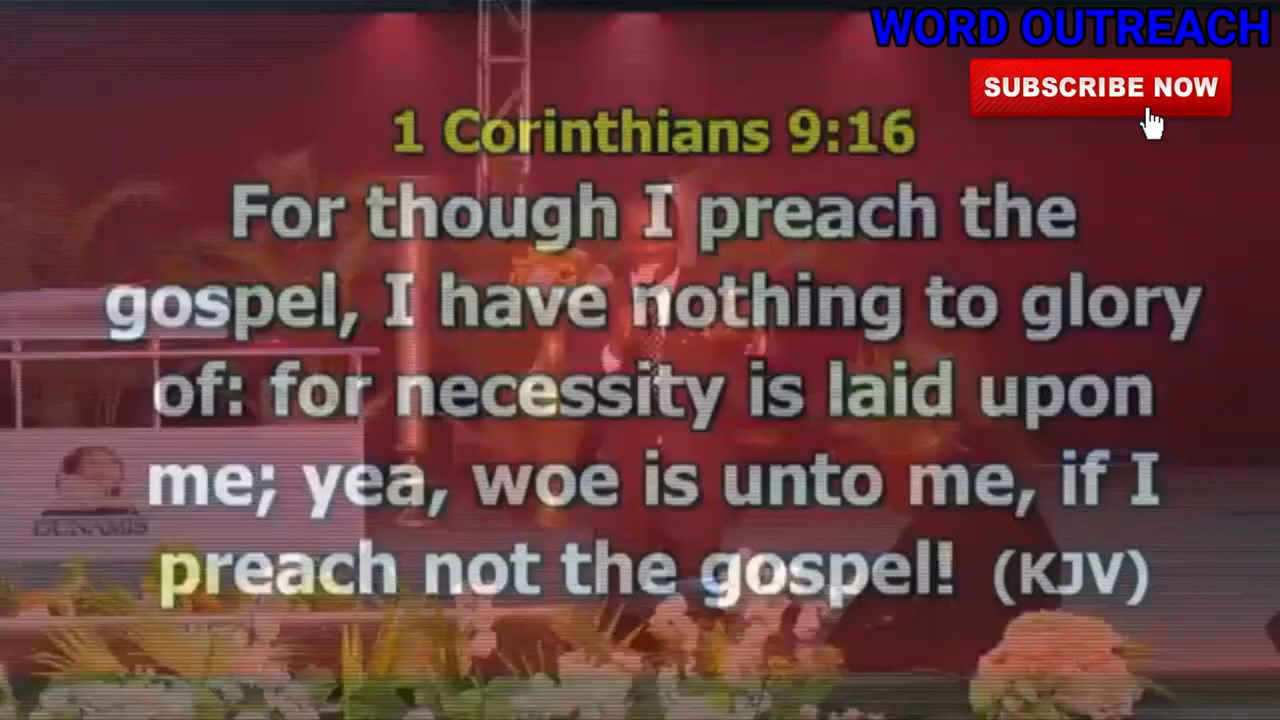 WORD OUTREACH
SUBSCRIBE NOW
1 Corinthians 9:16
For though I preach the
gospel, I have nothing to glory
of: for necessity is laid upon
me; yea, woe is unto me, if I
preach not the gospel! (KJV)
DUNAMIS